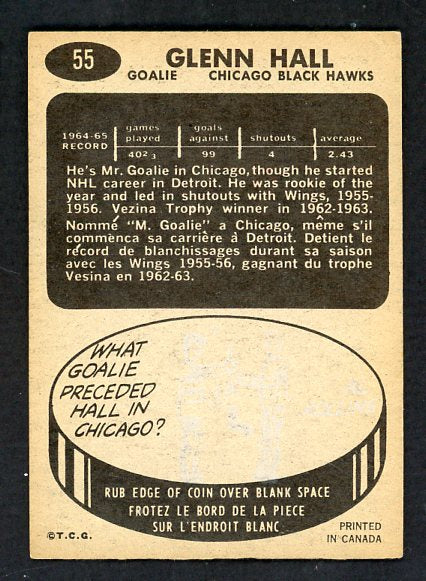 55
GLENN HALL
GOALIE CHICAGO BLACK HAWKS
1964-65 RECORD
games played
goals against
shutouts
average
40 2/3
99
4
2.43
He's Mr. Goalie in Chicago, though he started
NHL career in Detroit. He was rookie of the
year and led in shutouts with Wings, 1955-
1956. Vezina Trophy winner in 1962-1963.
Nommé "M. Goalie" a Chicago, même s'il
commença sa carrière à Detroit. Detient le
record de blanchissages durant sa saison
avec les Wings 1955-56, gagnant du trophe
Vesina en 1962-63.
WHAT
GOALIE
PRECEDED
HALL IN
CHICAGO?
RUB EDGE OF COIN OVER BLANK SPACE
FROTEZ LE BORD DE LA PIECE
SUR L'ENDROIT BLANC
©T.C.G.
PRINTED
IN CANADA